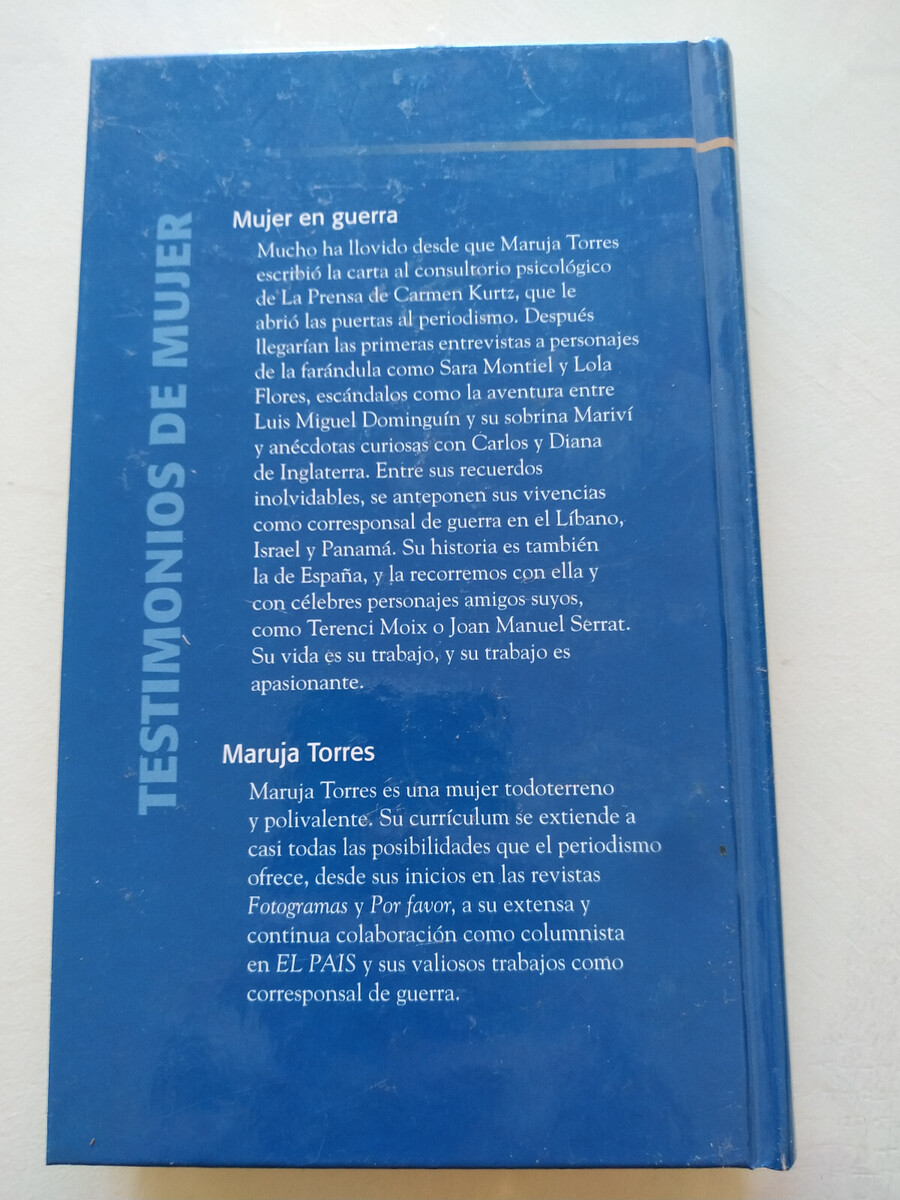 TESTIMONIOS DE MUJER
Mujer en guerra
Mucho ha llovido desde que Maruja Torres
escribió la carta al consultorio psicológico
de La Prensa de Carmen Kurtz, que le
abrió las puertas al periodismo. Después
llegarían las primeras entrevistas a personajes
de la farándula como Sara Montiel y Lola
Flores, escándalos como la aventura entre
Luis Miguel Dominguín y su sobrina Mariví
y anécdotas curiosas con Carlos y Diana
de Inglaterra. Entre sus recuerdos
inolvidables, se anteponen sus vivencias
como corresponsal de guerra en el Líbano,
Israel y Panamá. Su historia es también
la de España, y la recorremos con ella y
con célebres personajes amigos suyos,
como Terenci Moix o Joan Manuel Serrat.
Su vida es su trabajo, y su trabajo es
apasionante.
Maruja Torres
Maruja Torres es una mujer todoterreno
y polivalente. Su currículum se extiende a
casi todas las posibilidades que el periodismo
ofrece, desde sus inicios en las revistas
Fotogramas y Por favor, a su extensa y
continua colaboración como columnista
en EL PAIS y sus valiosos trabajos como
corresponsal de guerra.